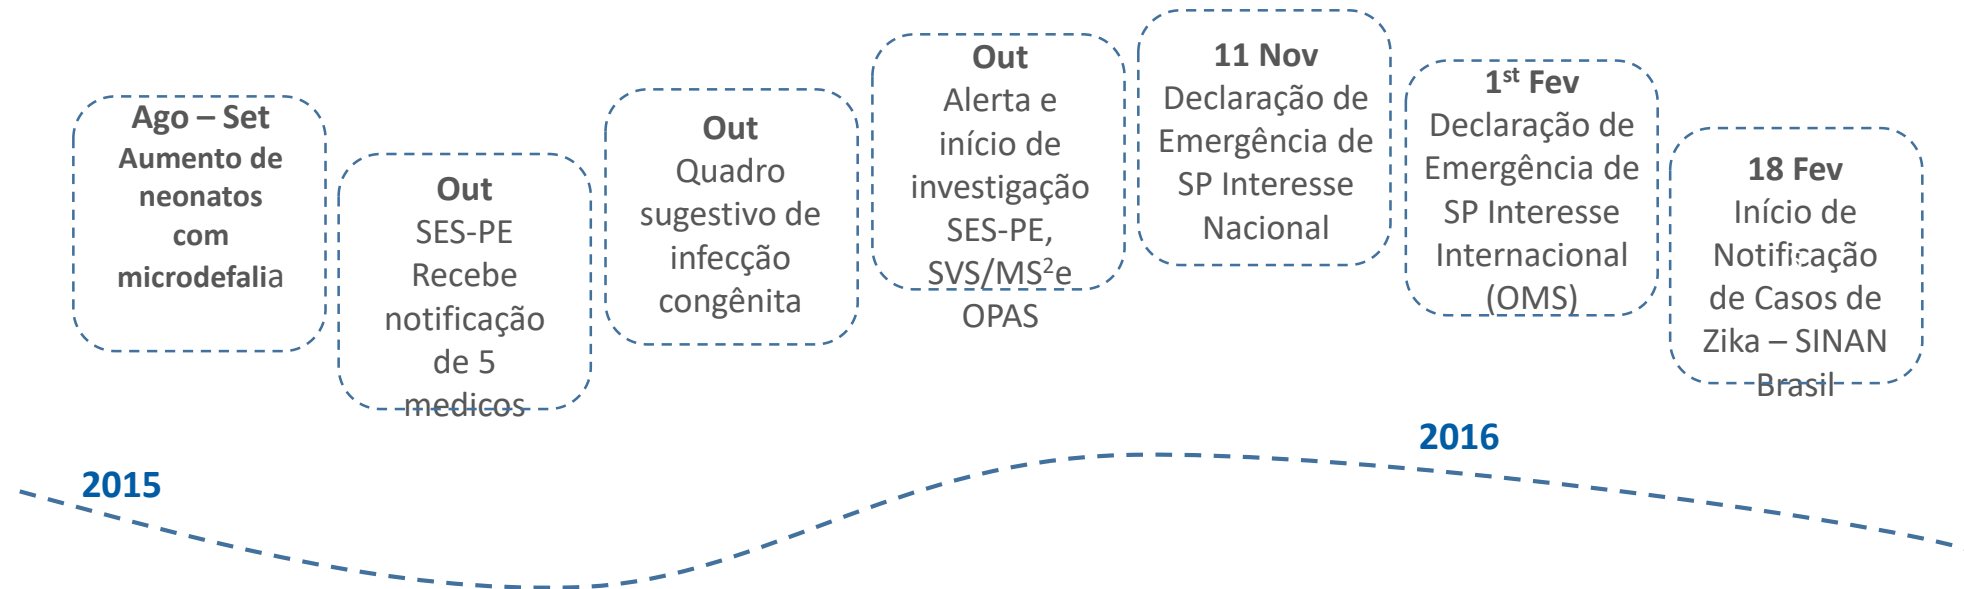 Ago – Set
Aumento de
neonatos
com
microdefalia
Out
SES-PE
Recebe
notificação
de 5
medicos
Out
Quadro
sugestivo de
infecção
congênita
Out
Alerta e
início de
investigação
SES-PE,
SVS/MS²e
OPAS
11 Nov
Declaração de
Emergência de
SP Interesse
Nacional
1st Fev
Declaração de
Emergência de
SP Interesse
Internacional
(OMS)
18 Fev
Início de
Notificação
de Casos de
Zika – SINAN
Brasil
2015
2016